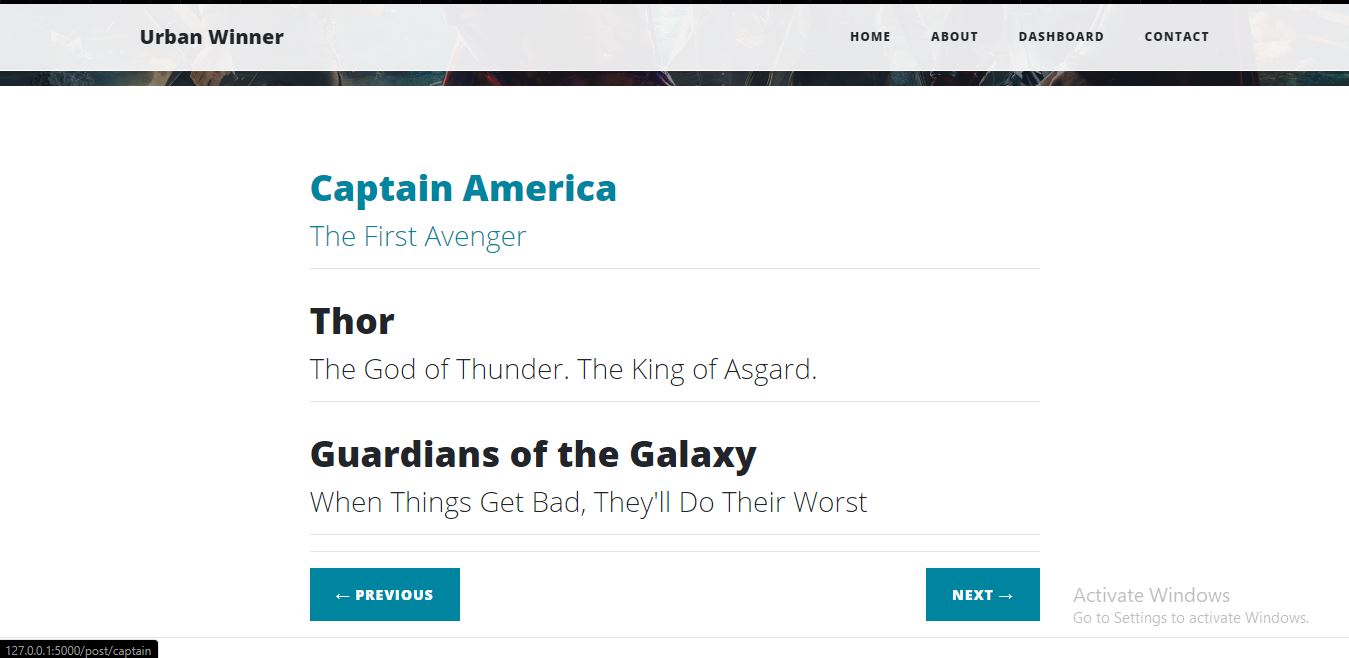 Urban Winner
HOME ABOUT DASHBOARD CONTACT
Captain America
The First Avenger
Thor
The God of Thunder. The King of Asgard.
Guardians of the Galaxy
When Things Get Bad, They'll Do Their Worst
← PREVIOUS NEXT →
Activate Windows
Go to Settings to activate Windows.
127.0.0.1:5000/post/captain